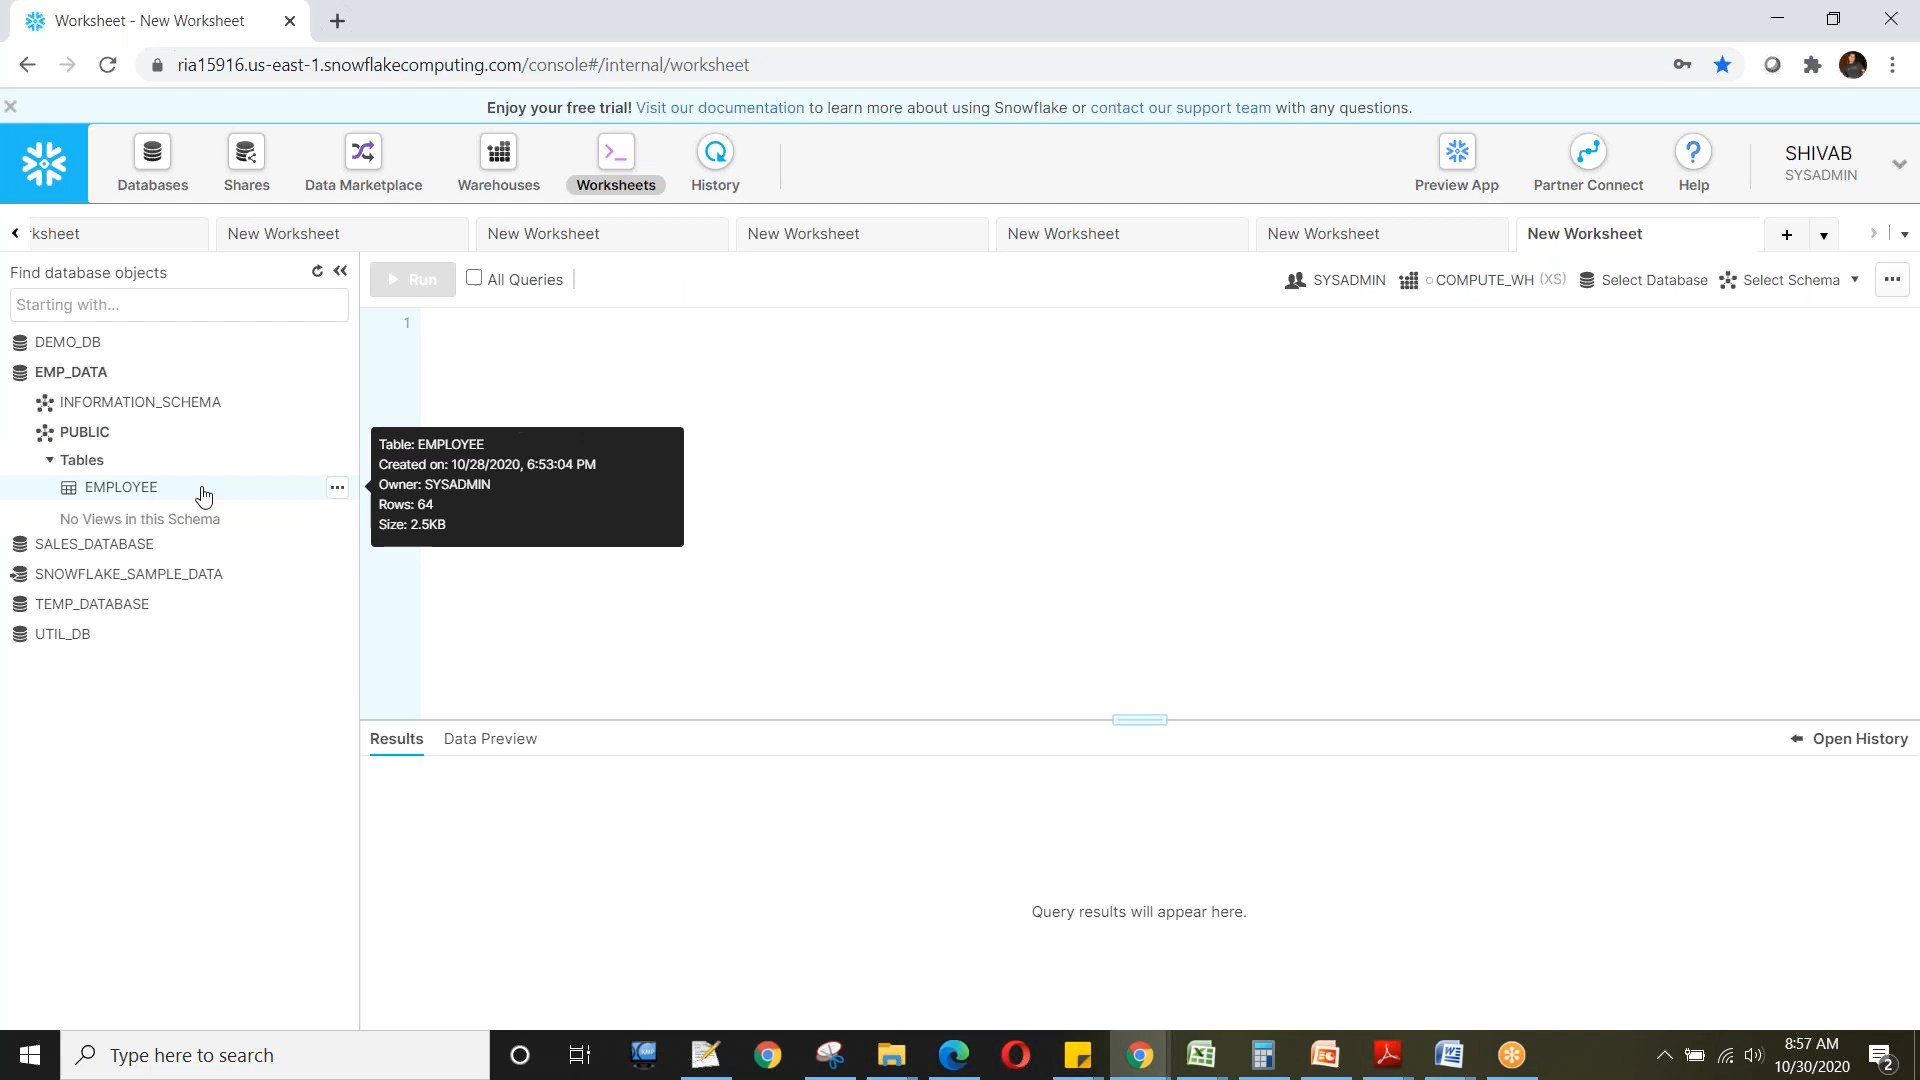 Worksheet - New Worksheet
ria15916.us-east-1.snowflakecomputing.com/console#/internal/worksheet
Enjoy your free trial! Visit our documentation to learn more about using Snowflake or contact our support team with any questions.
Databases
Shares
Data Marketplace
Warehouses
Worksheets
History
Preview App
Partner Connect
Help
SHIVAB
SYSADMIN
ksheet
New Worksheet
New Worksheet
New Worksheet
New Worksheet
New Worksheet
New Worksheet
Find database objects
Starting with...
Run
All Queries
SYSADMIN
COMPUTE_WH (XS)
Select Database
Select Schema
1
DEMO_DB
EMP_DATA
INFORMATION_SCHEMA
PUBLIC
Tables
EMPLOYEE
No Views in this Schema
SALES_DATABASE
SNOWFLAKE_SAMPLE_DATA
TEMP_DATABASE
UTIL_DB
Table: EMPLOYEE
Created on: 10/28/2020, 6:53:04 PM
Owner: SYSADMIN
Rows: 64
Size: 2.5KB
Results
Data Preview
Open History
Query results will appear here.
Type here to search
8:57 AM
10/30/2020
2